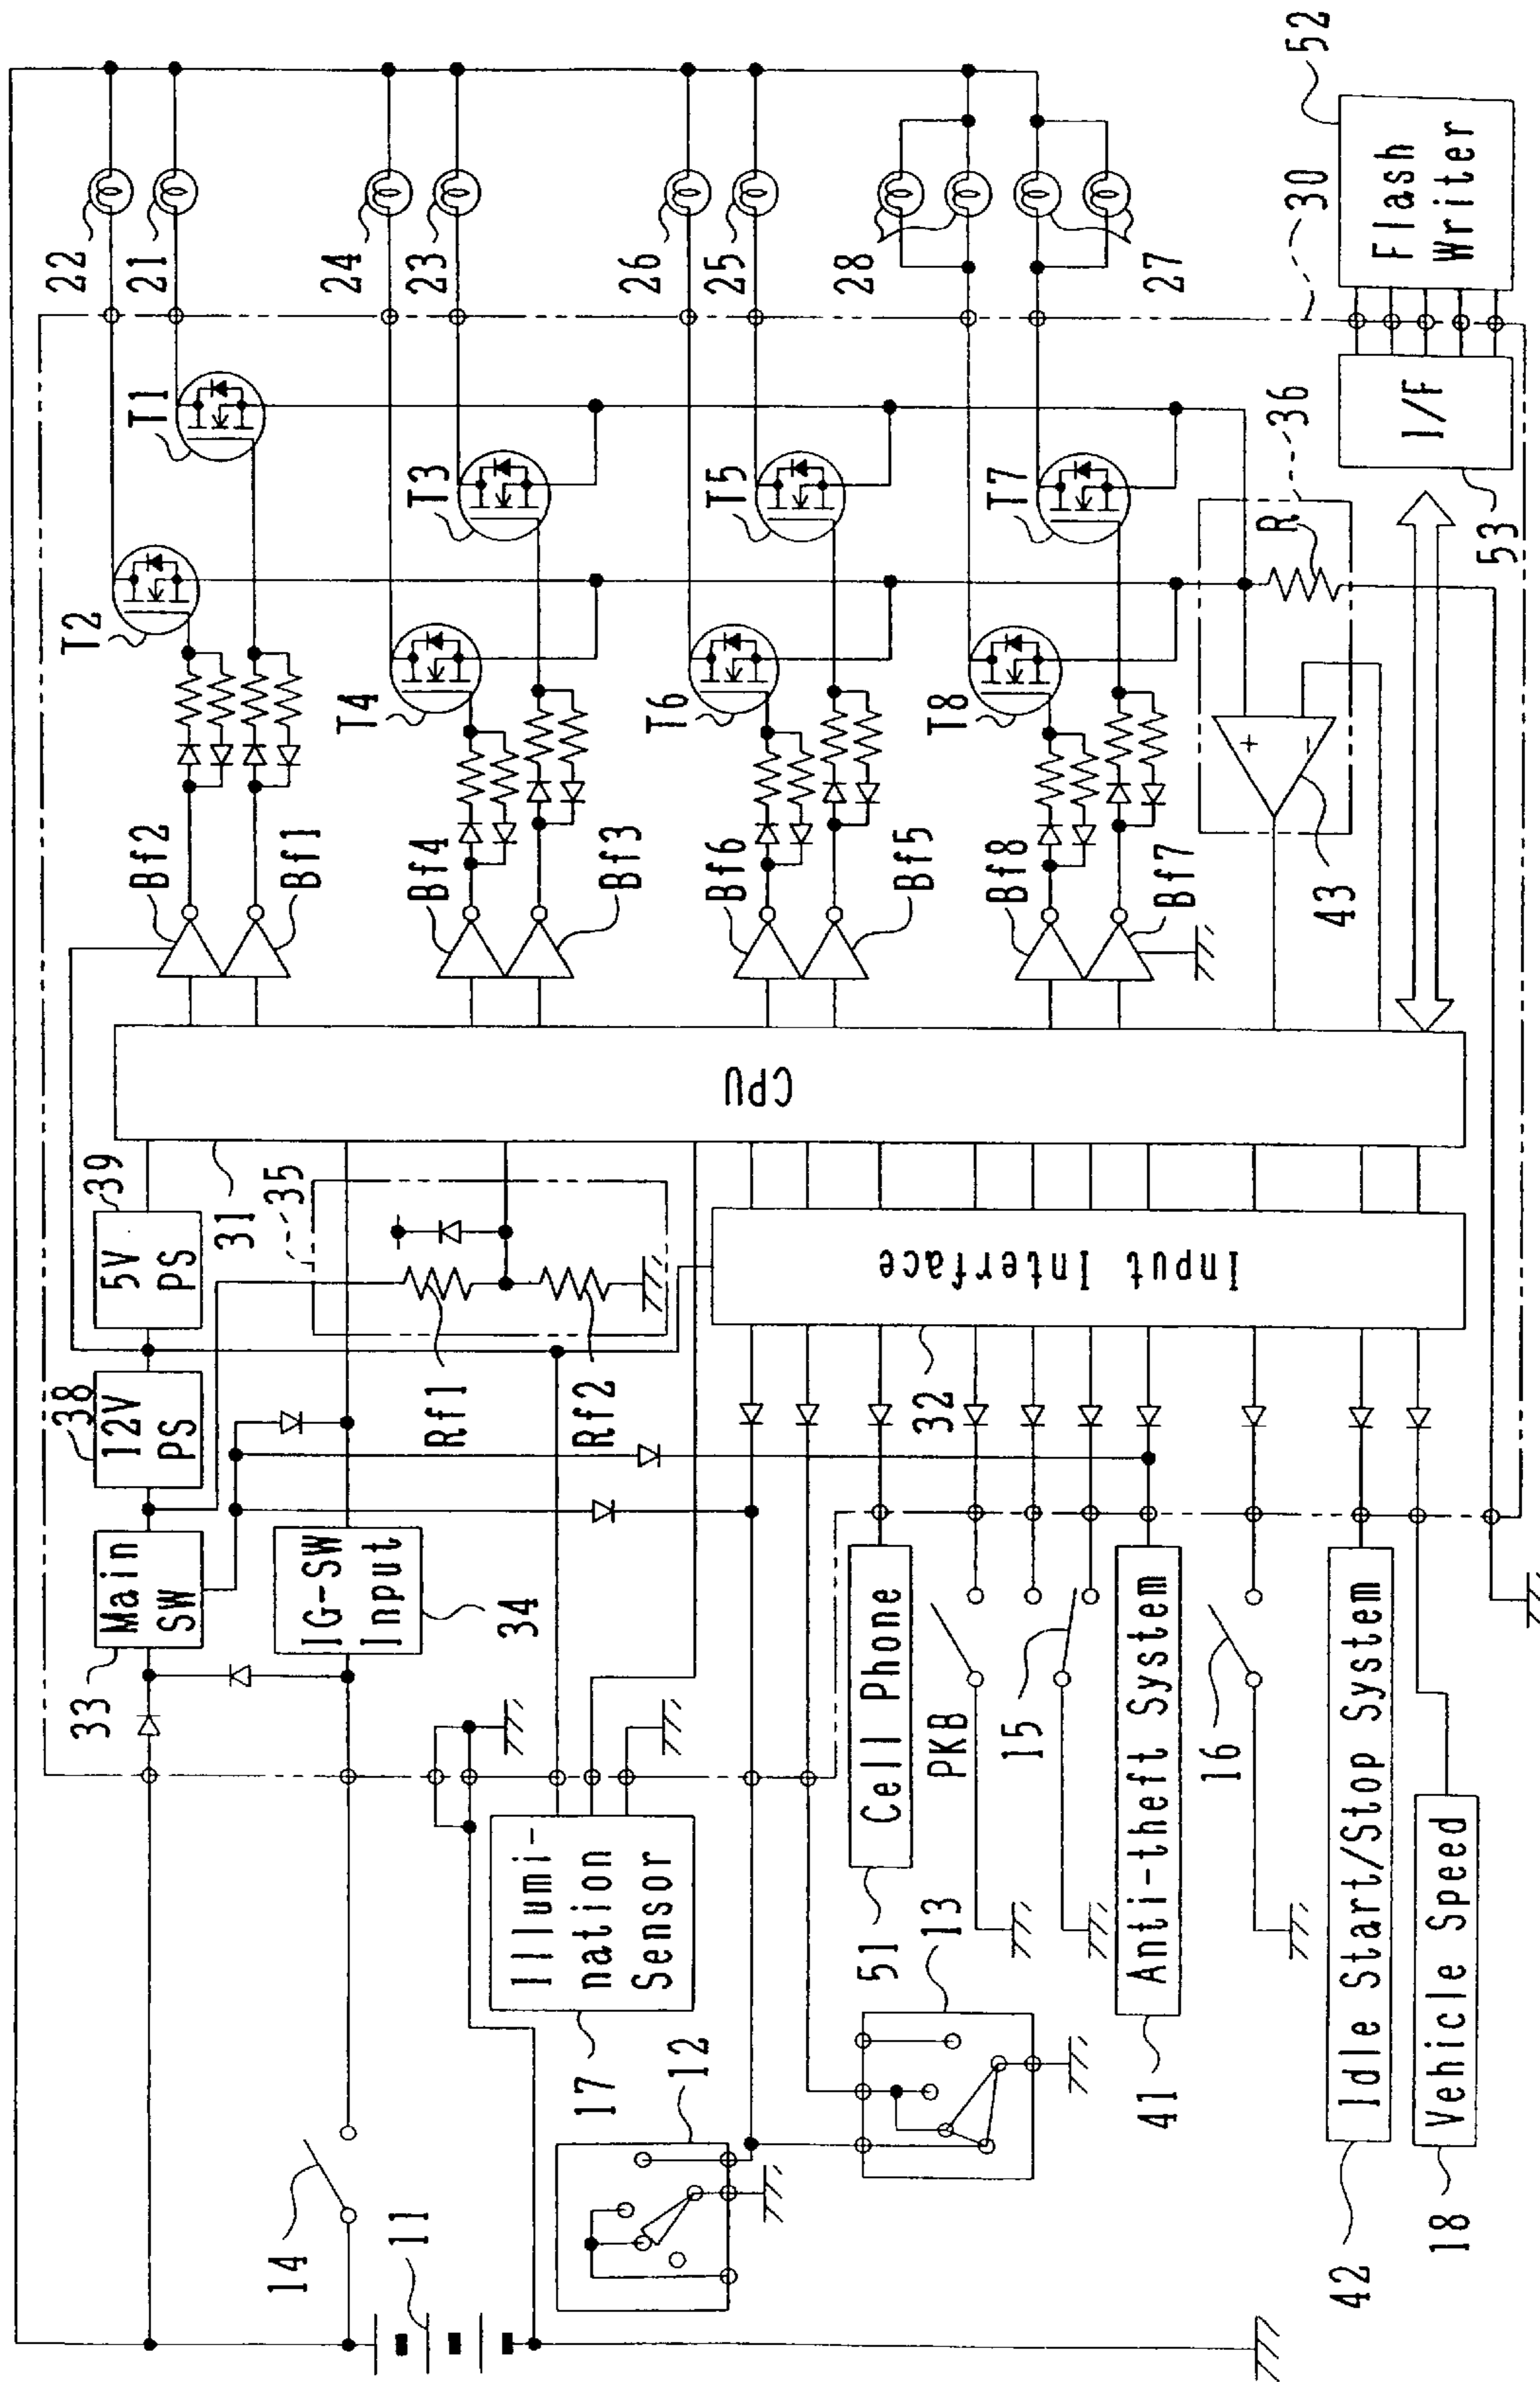 22
21
24
23
26
25
28
27
30
52
Flash
Writer
T1
T2
T3
T4
T5
T6
T7
T8
36
R
I/F
53
Bf2
Bf1
Bf4
Bf3
Bf6
Bf5
Bf8
Bf7
43
+
−
CPU
31
39
5V
PS
38
12V
PS
35
Rf1
Rf2
Input Interface
32
33
Main
SW
IG-SW
Input
34
Illumi-
nation
Sensor
17
Cell Phone
51
PKB
15
Anti-theft System
41
16
Idle Start/Stop System
42
Vehicle Speed
18
14
11
12
13